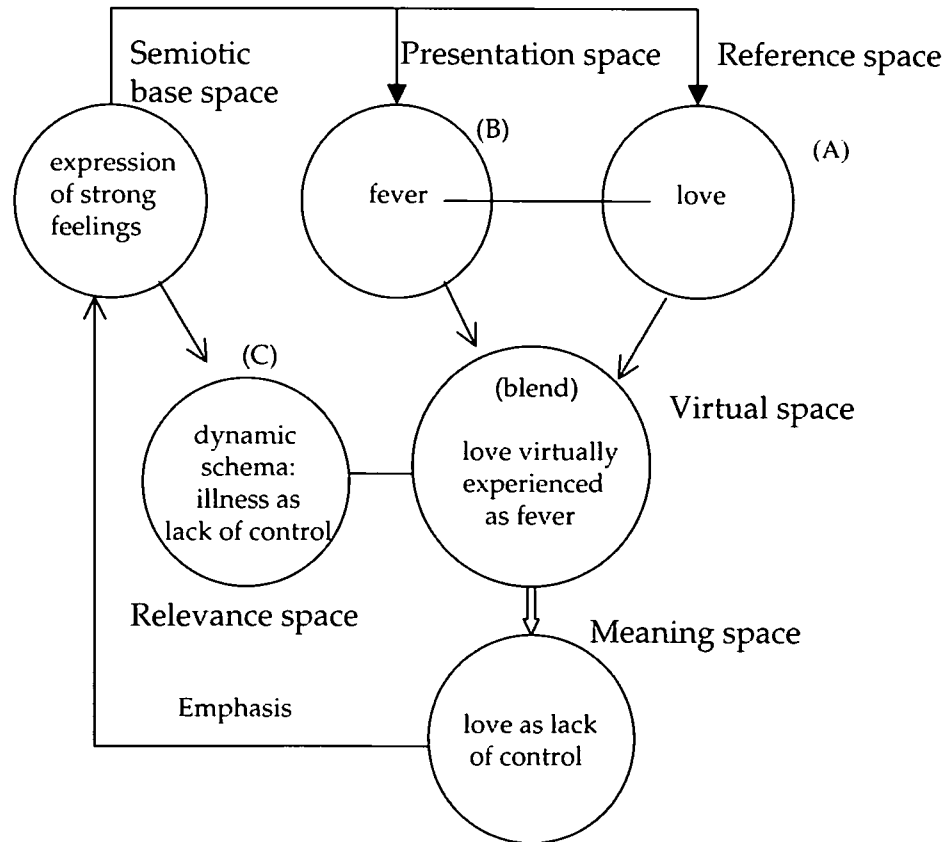 Semiotic
base space
Presentation space
Reference space
(B)
(A)
expression
of strong
feelings
fever
love
(C)
dynamic
schema:
illness as
lack of control
(blend)
love virtually
experienced
as fever
Virtual space
Relevance space
Meaning space
Emphasis
love as lack
of control